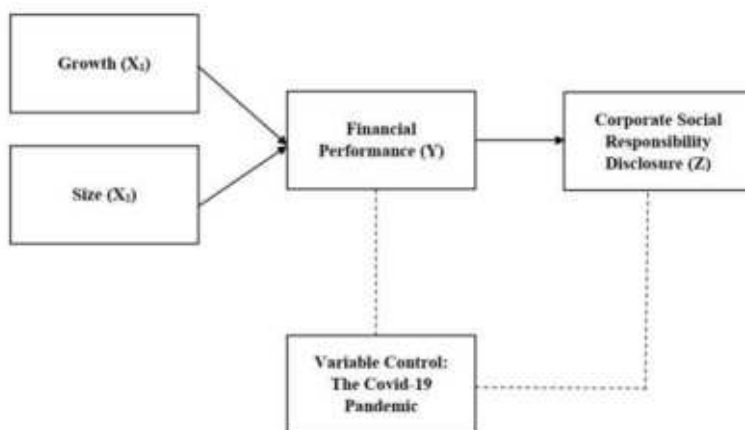 Growth (X₁)
Financial
Performance (Y)
Corporate Social
Responsibility
Disclosure (Z)
Size (X₂)
Variable Control:
The Covid-19
Pandemic